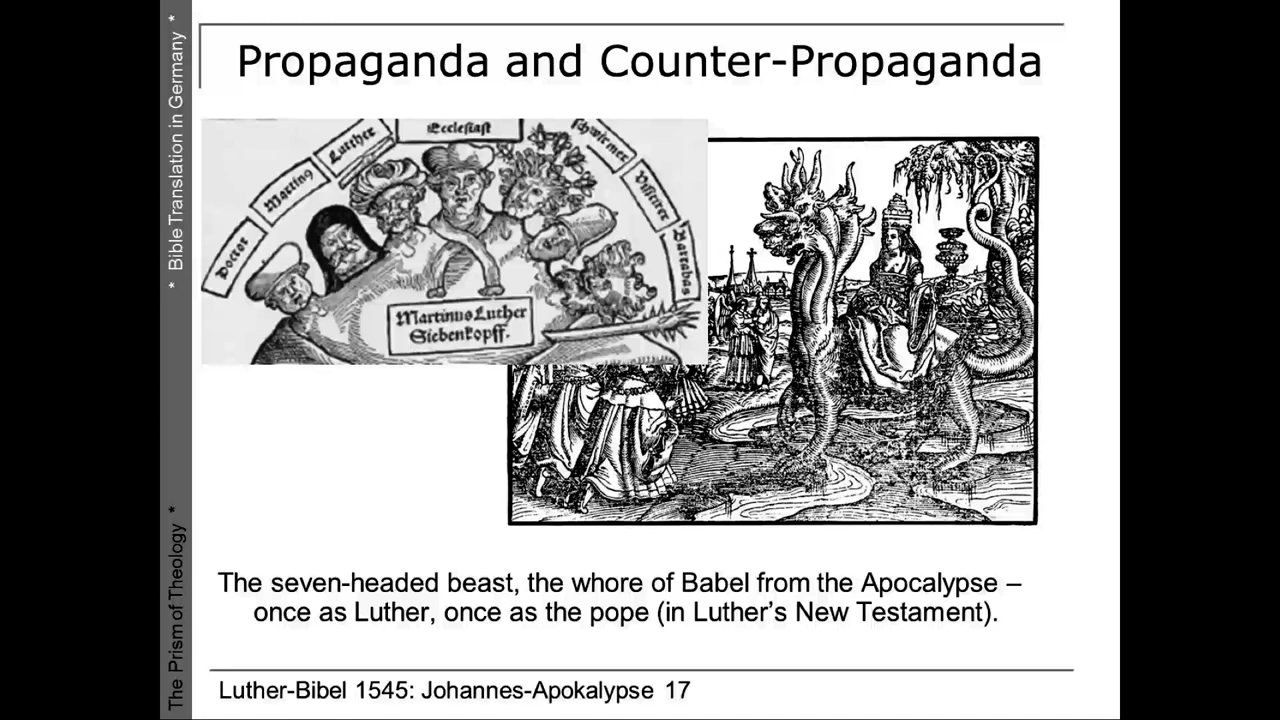 Propaganda and Counter-Propaganda
* Bible Translation in Germany *
The Prism of Theology *
Doctor
Martinꝰ
Lutther
Ecclesiast
schwirmer
Visitirer
Barrabas
Martinus Luther
Siebenkopff.
The seven-headed beast, the whore of Babel from the Apocalypse –
once as Luther, once as the pope (in Luther’s New Testament).
Luther-Bibel 1545: Johannes-Apokalypse 17